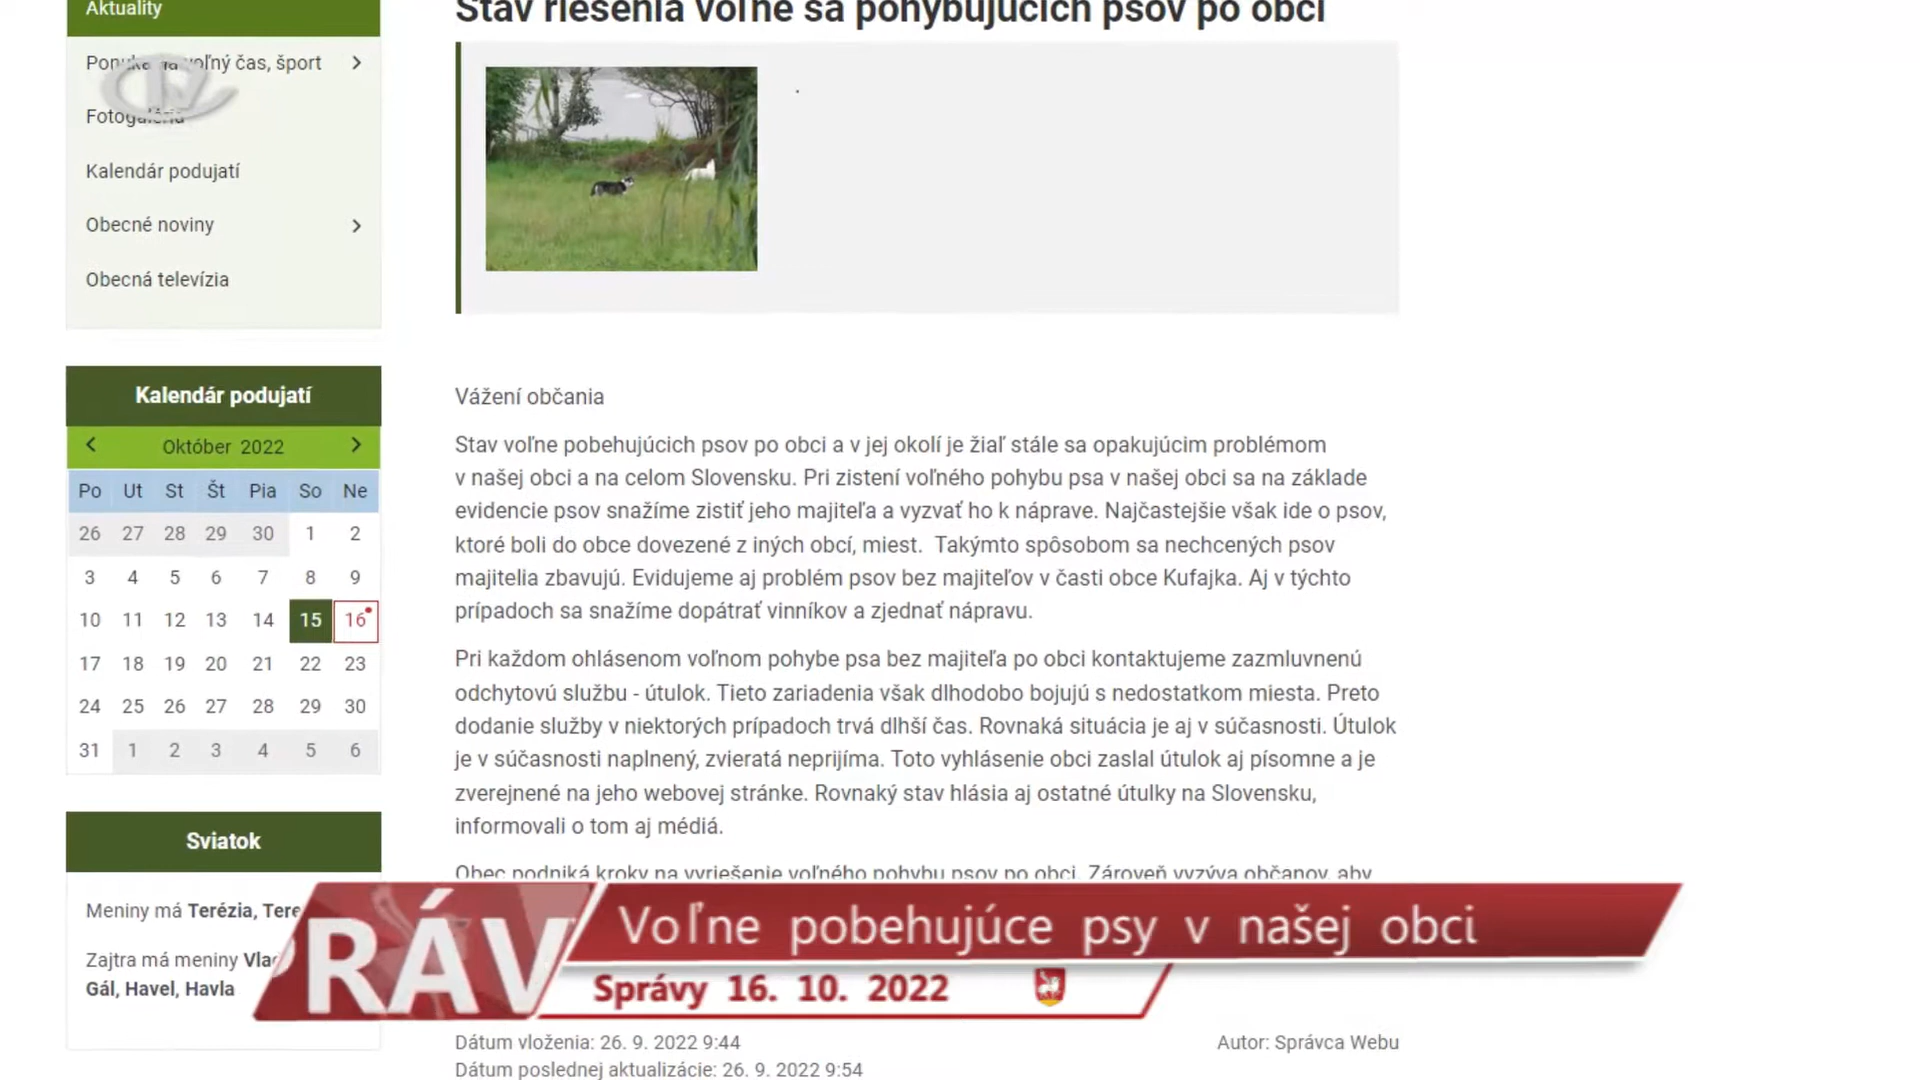 Aktuality
Ponuka na voľný čas, šport
Fotogaléria
Kalendár podujatí
Obecné noviny
Obecná televízia
Kalendár podujatí
Október 2022
Po Ut St Št Pia So Ne
26 27 28 29 30 1 2
3 4 5 6 7 8 9
10 11 12 13 14 15 16
17 18 19 20 21 22 23
24 25 26 27 28 29 30
31 1 2 3 4 5 6
Sviatok
Meniny má Terézia, Tere
Zajtra má meniny
Gál, Havel, Havla
Stav riešenia voľne sa pohybujúcich psov po obci
.
Vážení občania
Stav voľne pobehujúcich psov po obci a v jej okolí je žiaľ stále sa opakujúcim problémom
v našej obci a na celom Slovensku. Pri zistení voľného pohybu psa v našej obci sa na základe
evidencie psov snažíme zistiť jeho majiteľa a vyzvať ho k náprave. Najčastejšie však ide o psov,
ktoré boli do obce dovezené z iných obcí, miest. Takýmto spôsobom sa nechcených psov
majitelia zbavujú. Evidujeme aj problém psov bez majiteľov v časti obce Kufajka. Aj v týchto
prípadoch sa snažíme dopátrať vinníkov a zjednať nápravu.
Pri každom ohlásenom voľnom pohybe psa bez majiteľa po obci kontaktujeme zazmluvnenú
odchytovú službu - útulok. Tieto zariadenia však dlhodobo bojujú s nedostatkom miesta. Preto
dodanie služby v niektorých prípadoch trvá dlhší čas. Rovnaká situácia je aj v súčasnosti. Útulok
je v súčasnosti naplnený, zvieratá neprijíma. Toto vyhlásenie obci zaslal útulok aj písomne a je
zverejnené na jeho webovej stránke. Rovnaký stav hlásia aj ostatné útulky na Slovensku,
informovali o tom aj médiá.
Obec podniká kroky na vyriešenie voľného pohybu psov po obci. Zároveň vyzýva občanov, aby
RÁV
Voľne pobehujúce psy v našej obci
Správy 16. 10. 2022
Dátum vloženia: 26. 9. 2022 9:44
Autor: Správca Webu
Dátum poslednej aktualizácie: 26. 9. 2022 9:54